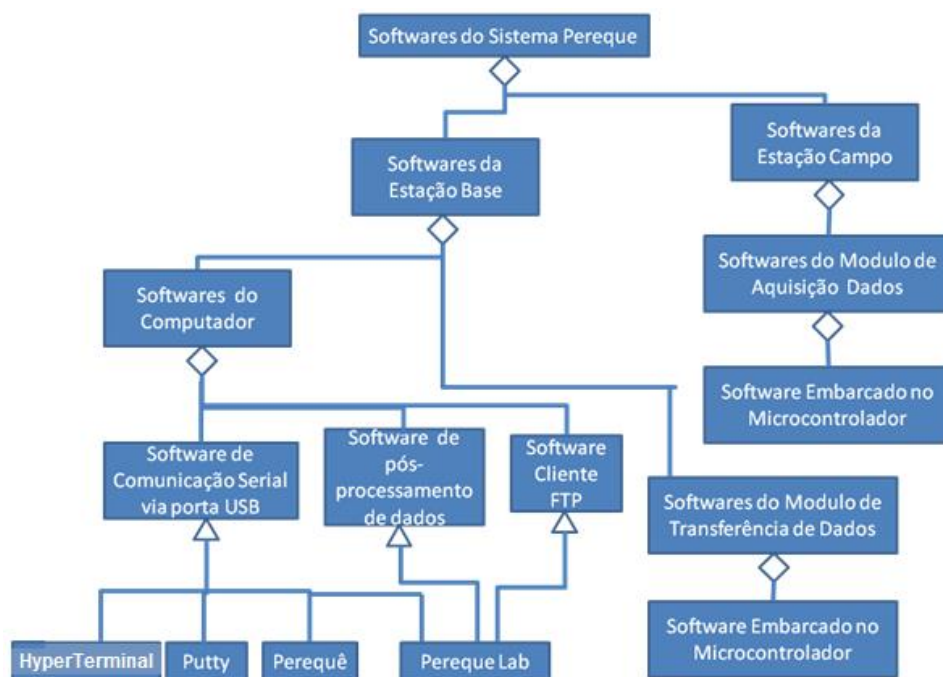 Softwares do Sistema Pereque
Softwares da
Estação Base
Softwares da
Estação Campo
Softwares do
Computador
Softwares do Modulo de
Aquisição Dados
Software Embarcado no
Microcontrolador
Software de
Comunicação Serial
via porta USB
Software de
pós-
processamento
de dados
Software
Cliente
FTP
Softwares do Modulo de
Transferência de Dados
Software Embarcado no
Microcontrolador
HyperTerminal
Putty
Perequê
Pereque Lab